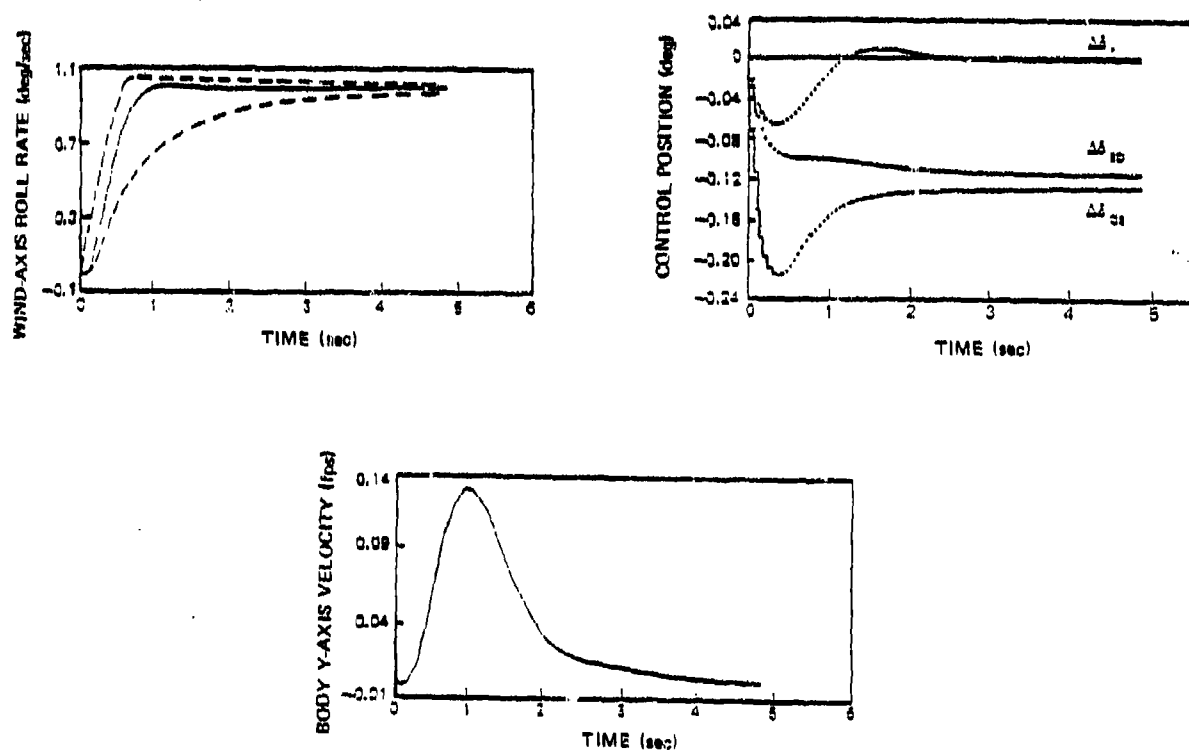 WIND-AXIS ROLL RATE (deg/sec)
1.1
0.7
0.3
-0.1
0 1 2 3 4 5 6
TIME (sec)
CONTROL POSITION (deg)
0.04
0
-0.04
-0.08
-0.12
-0.16
-0.20
-0.24
0 1 2 3 4 5
TIME (sec)
BODY Y-AXIS VELOCITY (fps)
0.14
0.09
0.04
-0.01
0 1 2 3 4 5 6
TIME (sec)